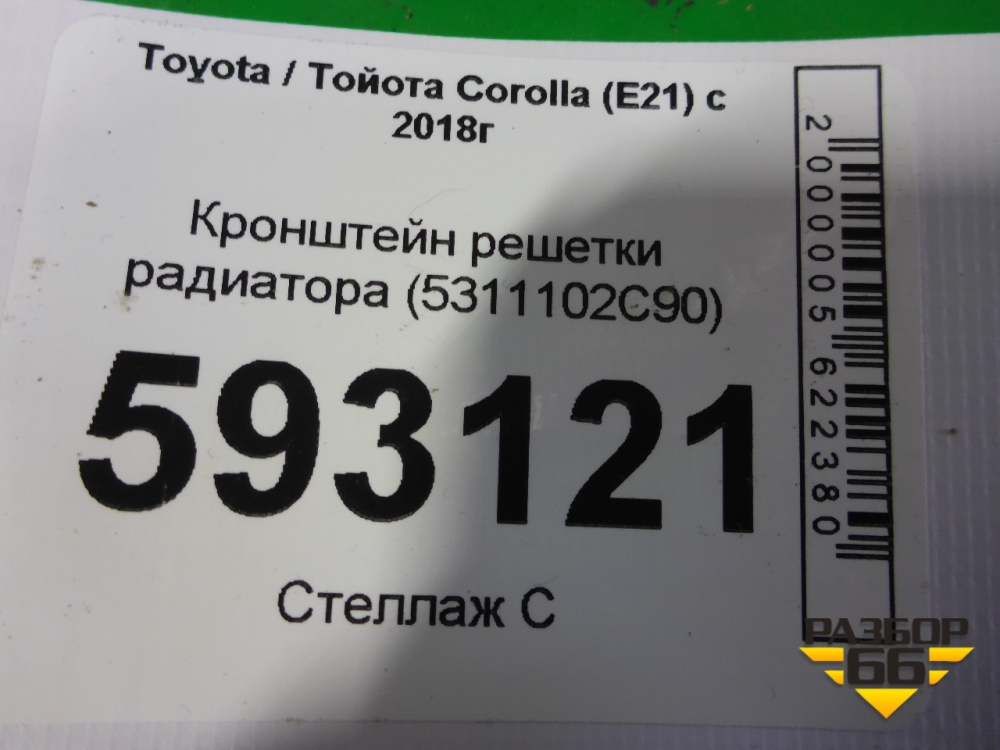 Toyota / Тойота Corolla (E21) с
2018г
Кронштейн решетки
радиатора (5311102C90)
593121
Стеллаж С
2000005622380
РАЗБОР
66